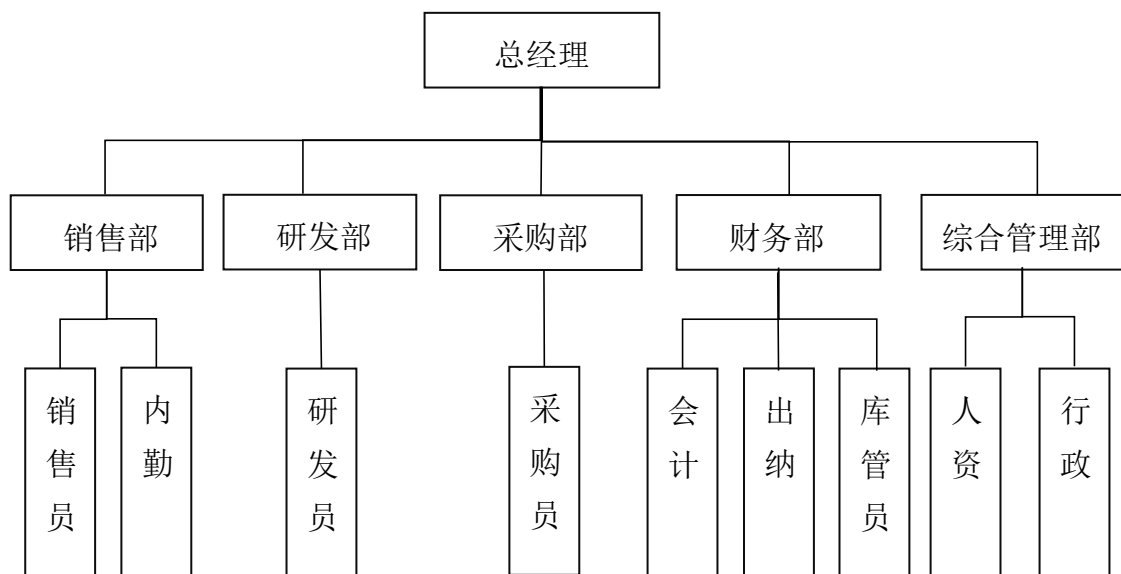 总经理
销售部
研发部
采购部
财务部
综合管理部
销售员
内勤
研发员
采购员
会计
出纳
库管员
人资
行政